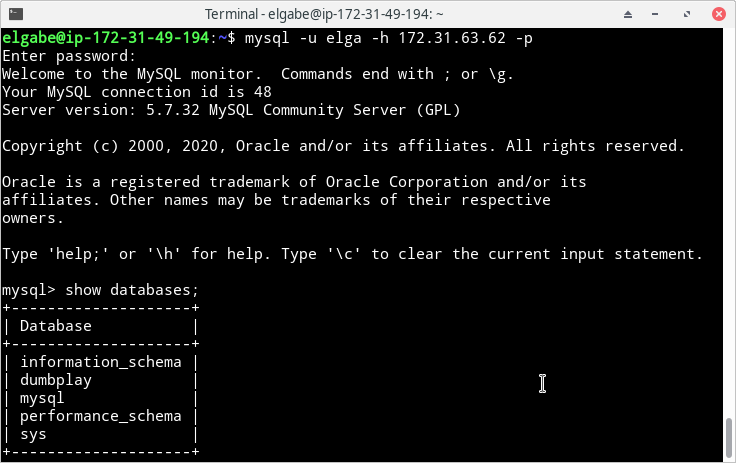 Terminal - elgabe@ip-172-31-49-194: ~
elgabe@ip-172-31-49-194:~$ mysql -u elga -h 172.31.63.62 -p
Enter password:
Welcome to the MySQL monitor.  Commands end with ; or \g.
Your MySQL connection id is 48
Server version: 5.7.32 MySQL Community Server (GPL)

Copyright (c) 2000, 2020, Oracle and/or its affiliates. All rights reserved.

Oracle is a registered trademark of Oracle Corporation and/or its
affiliates. Other names may be trademarks of their respective
owners.

Type 'help;' or '\h' for help. Type '\c' to clear the current input statement.

mysql> show databases;
+--------------------+
| Database           |
+--------------------+
| information_schema |
| dumbplay           |
| mysql              |
| performance_schema |
| sys                |
+--------------------+